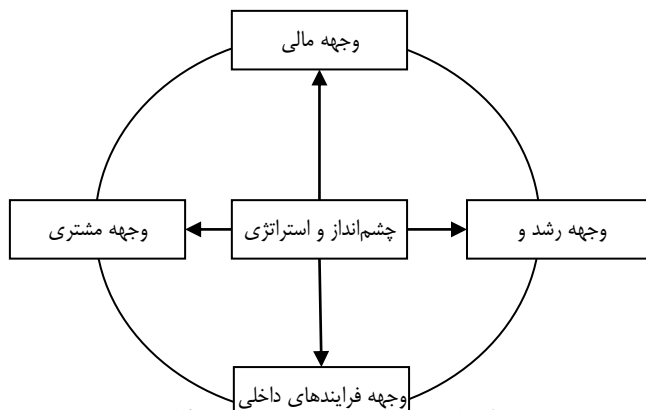 وجهه مالی
وجهه رشد و
چشم‌انداز و استراتژی
وجهه مشتری
وجهه فرایندهای داخلی